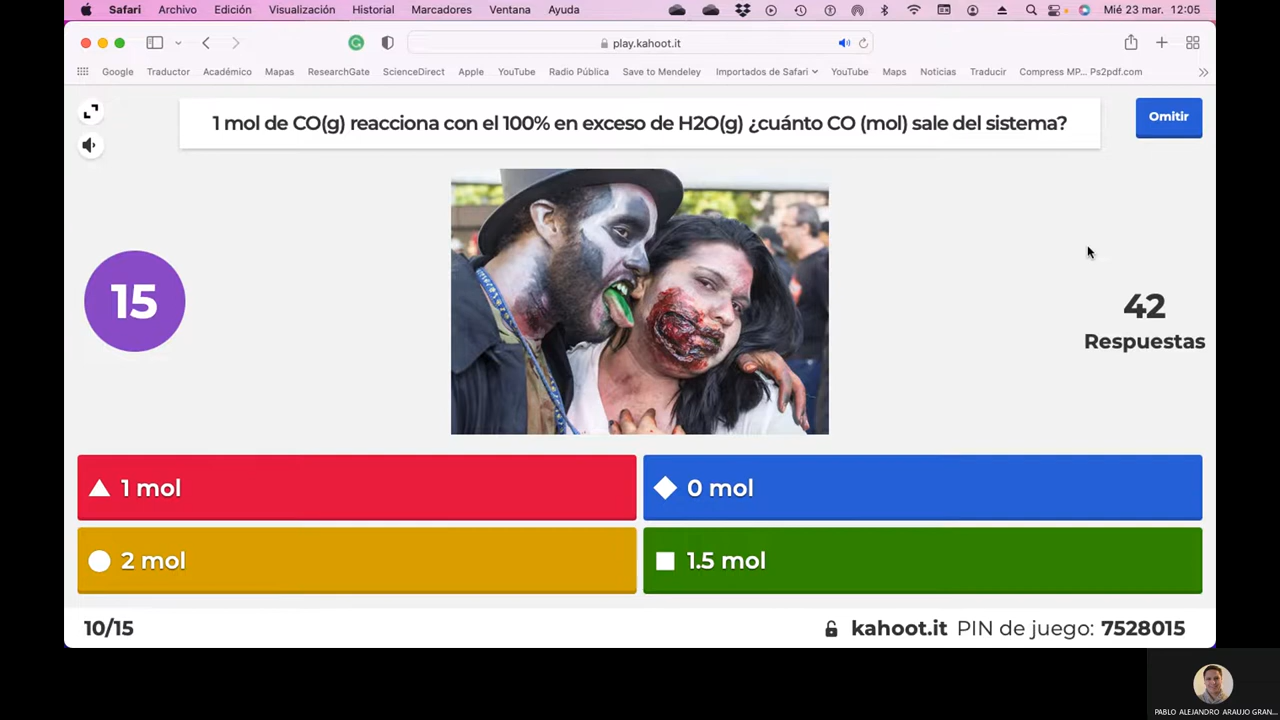 Safari Archivo Edición Visualización Historial Marcadores Ventana Ayuda Mié 23 mar. 12:05
play.kahoot.it
Google Traductor Académico Mapas ResearchGate ScienceDirect Apple YouTube Radio Pública Save to Mendeley Importados de Safari YouTube Maps Noticias Traducir Compress MP... Ps2pdf.com
1 mol de CO(g) reacciona con el 100% en exceso de H2O(g) ¿cuánto CO (mol) sale del sistema?
Omitir
15
42
Respuestas
1 mol
0 mol
2 mol
1.5 mol
10/15
kahoot.it PIN de juego: 7528015
PABLO ALEJANDRO ARAUJO GRAN...